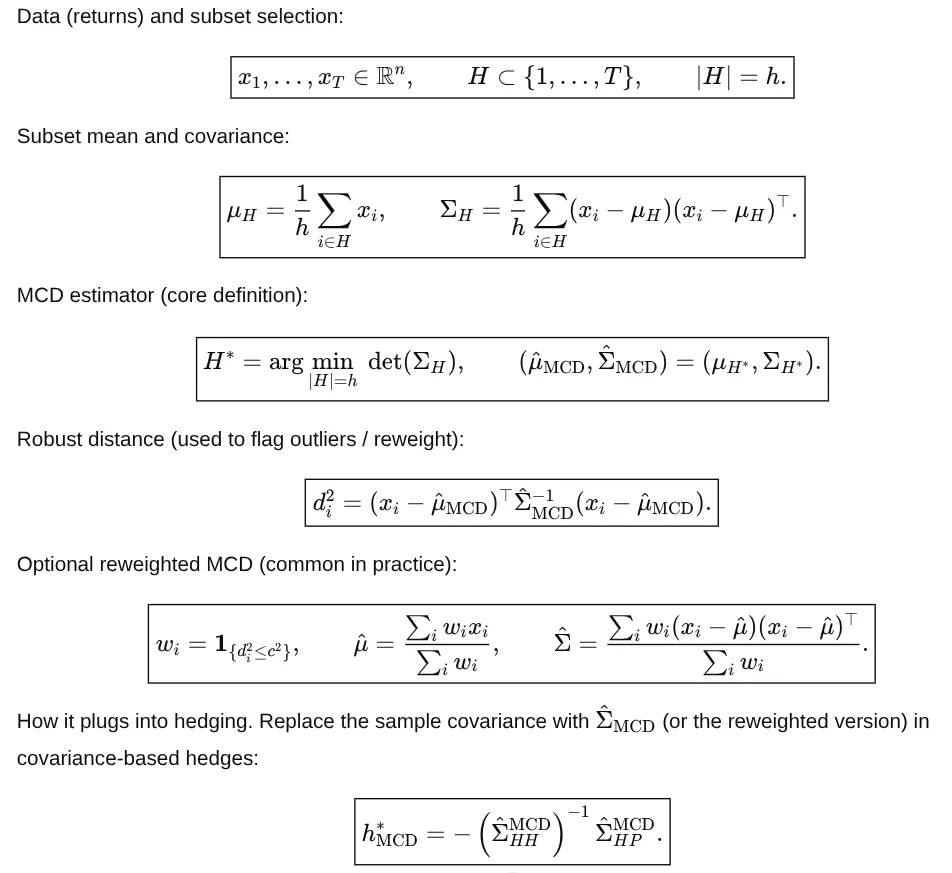 Data (returns) and subset selection:
$x_1, \ldots, x_T \in \mathbb{R}^n, \qquad H \subset \{1, \ldots, T\}, \qquad |H| = h.$
Subset mean and covariance:
$\mu_H = \frac{1}{h} \sum_{i \in H} x_i, \qquad \Sigma_H = \frac{1}{h} \sum_{i \in H} (x_i - \mu_H)(x_i - \mu_H)^\top.$
MCD estimator (core definition):
$H^* = \arg\min_{|H|=h} \det(\Sigma_H), \qquad (\hat{\mu}_{\text{MCD}}, \hat{\Sigma}_{\text{MCD}}) = (\mu_{H^*}, \Sigma_{H^*}).$
Robust distance (used to flag outliers / reweight):
$d_i^2 = (x_i - \hat{\mu}_{\text{MCD}})^\top \hat{\Sigma}_{\text{MCD}}^{-1} (x_i - \hat{\mu}_{\text{MCD}}).$
Optional reweighted MCD (common in practice):
$w_i = \mathbf{1}_{\{d_i^2 \leq c^2\}}, \qquad \hat{\mu} = \frac{\sum_i w_i x_i}{\sum_i w_i}, \qquad \hat{\Sigma} = \frac{\sum_i w_i (x_i - \hat{\mu})(x_i - \hat{\mu})^\top}{\sum_i w_i}.$
How it plugs into hedging. Replace the sample covariance with $\hat{\Sigma}_{\text{MCD}}$ (or the reweighted version) in
covariance-based hedges:
$h^*_{\text{MCD}} = -\left(\hat{\Sigma}_{HH}^{\text{MCD}}\right)^{-1} \hat{\Sigma}_{HP}^{\text{MCD}}.$